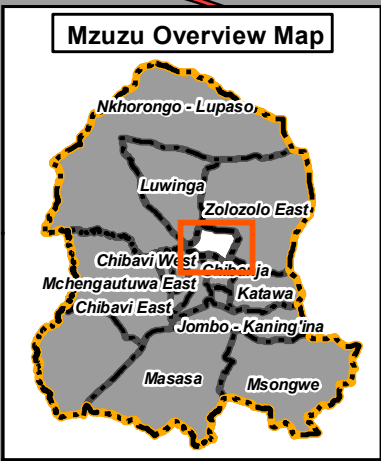 Mzuzu Overview Map
Nkhorongo - Lupaso
Luwinga
Zolozolo East
Chibavi West
Chibanja
Mchengautuwa East
Katawa
Chibavi East
Jombo - Kaning'ina
Masasa
Msongwe